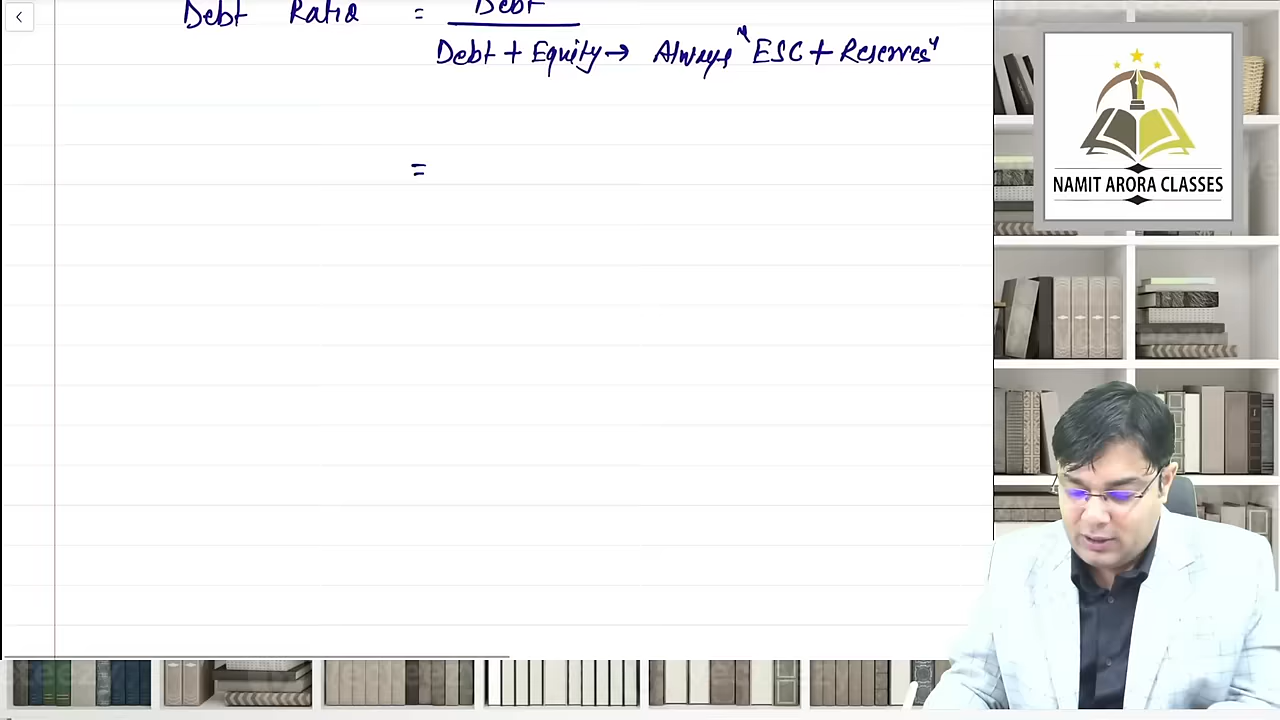 Debt Ratio = Debt
Debt + Equity → Always "ESC + Reserves"
=
NAMIT ARORA CLASSES